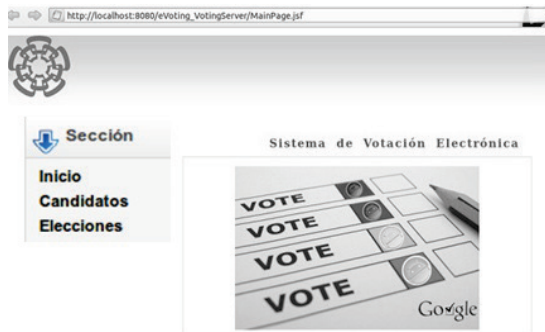 http://localhost:8080/eVoting_VotingServer/MainPage.jsf
Sección
Inicio
Candidatos
Elecciones
Sistema de Votación Electrónica
VOTE
VOTE
VOTE
VOTE
Google